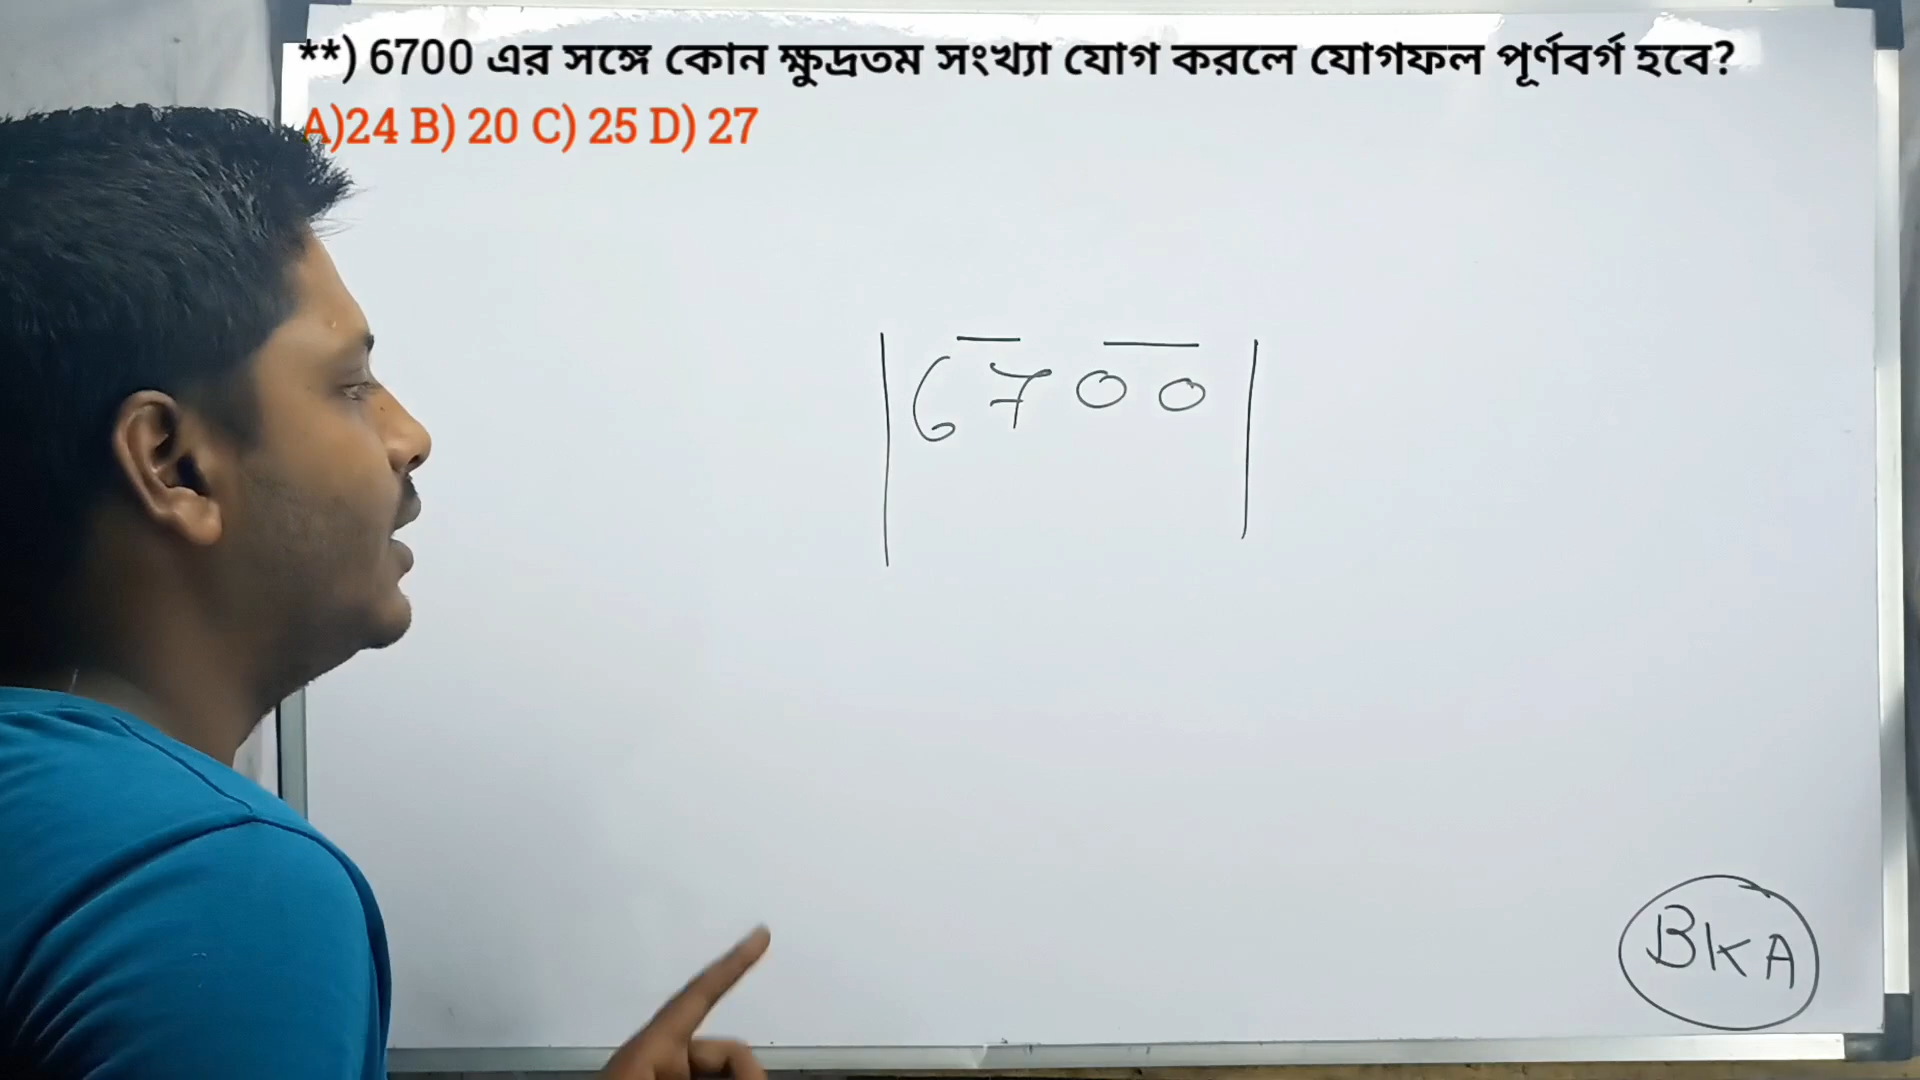 **) 6700 এর সঙ্গে কোন ক্ষুদ্রতম সংখ্যা যোগ করলে যোগফল পূর্ণবর্গ হবে?
A)24 B) 20 C) 25 D) 27
6700
BKA